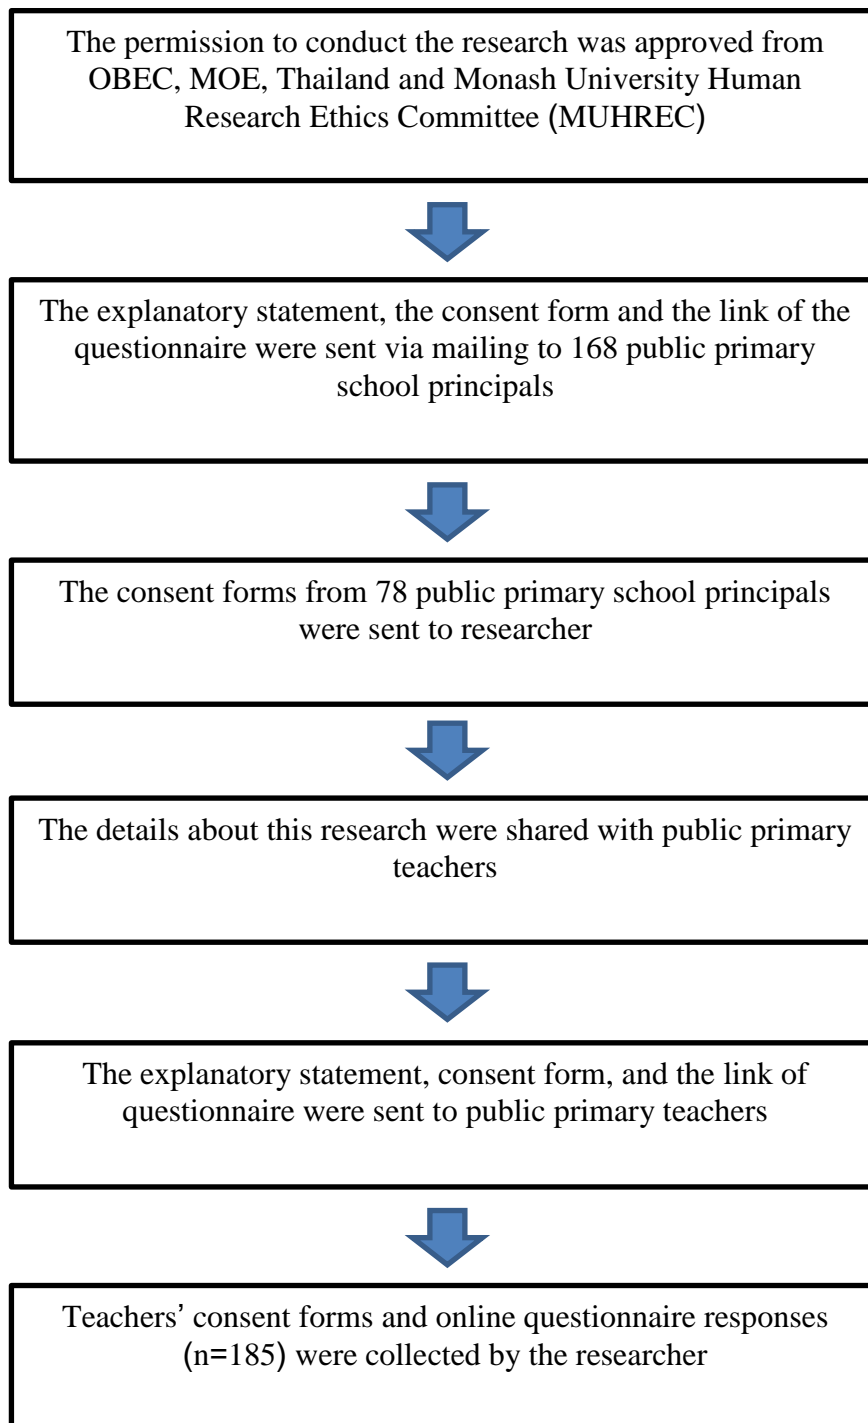 The permission to conduct the research was approved from
OBEC, MOE, Thailand and Monash University Human
Research Ethics Committee (MUHREC)
The explanatory statement, the consent form and the link of the
questionnaire were sent via mailing to 168 public primary
school principals
The consent forms from 78 public primary school principals
were sent to researcher
The details about this research were shared with public primary
teachers
The explanatory statement, consent form, and the link of
questionnaire were sent to public primary teachers
Teachers’ consent forms and online questionnaire responses
(n=185) were collected by the researcher